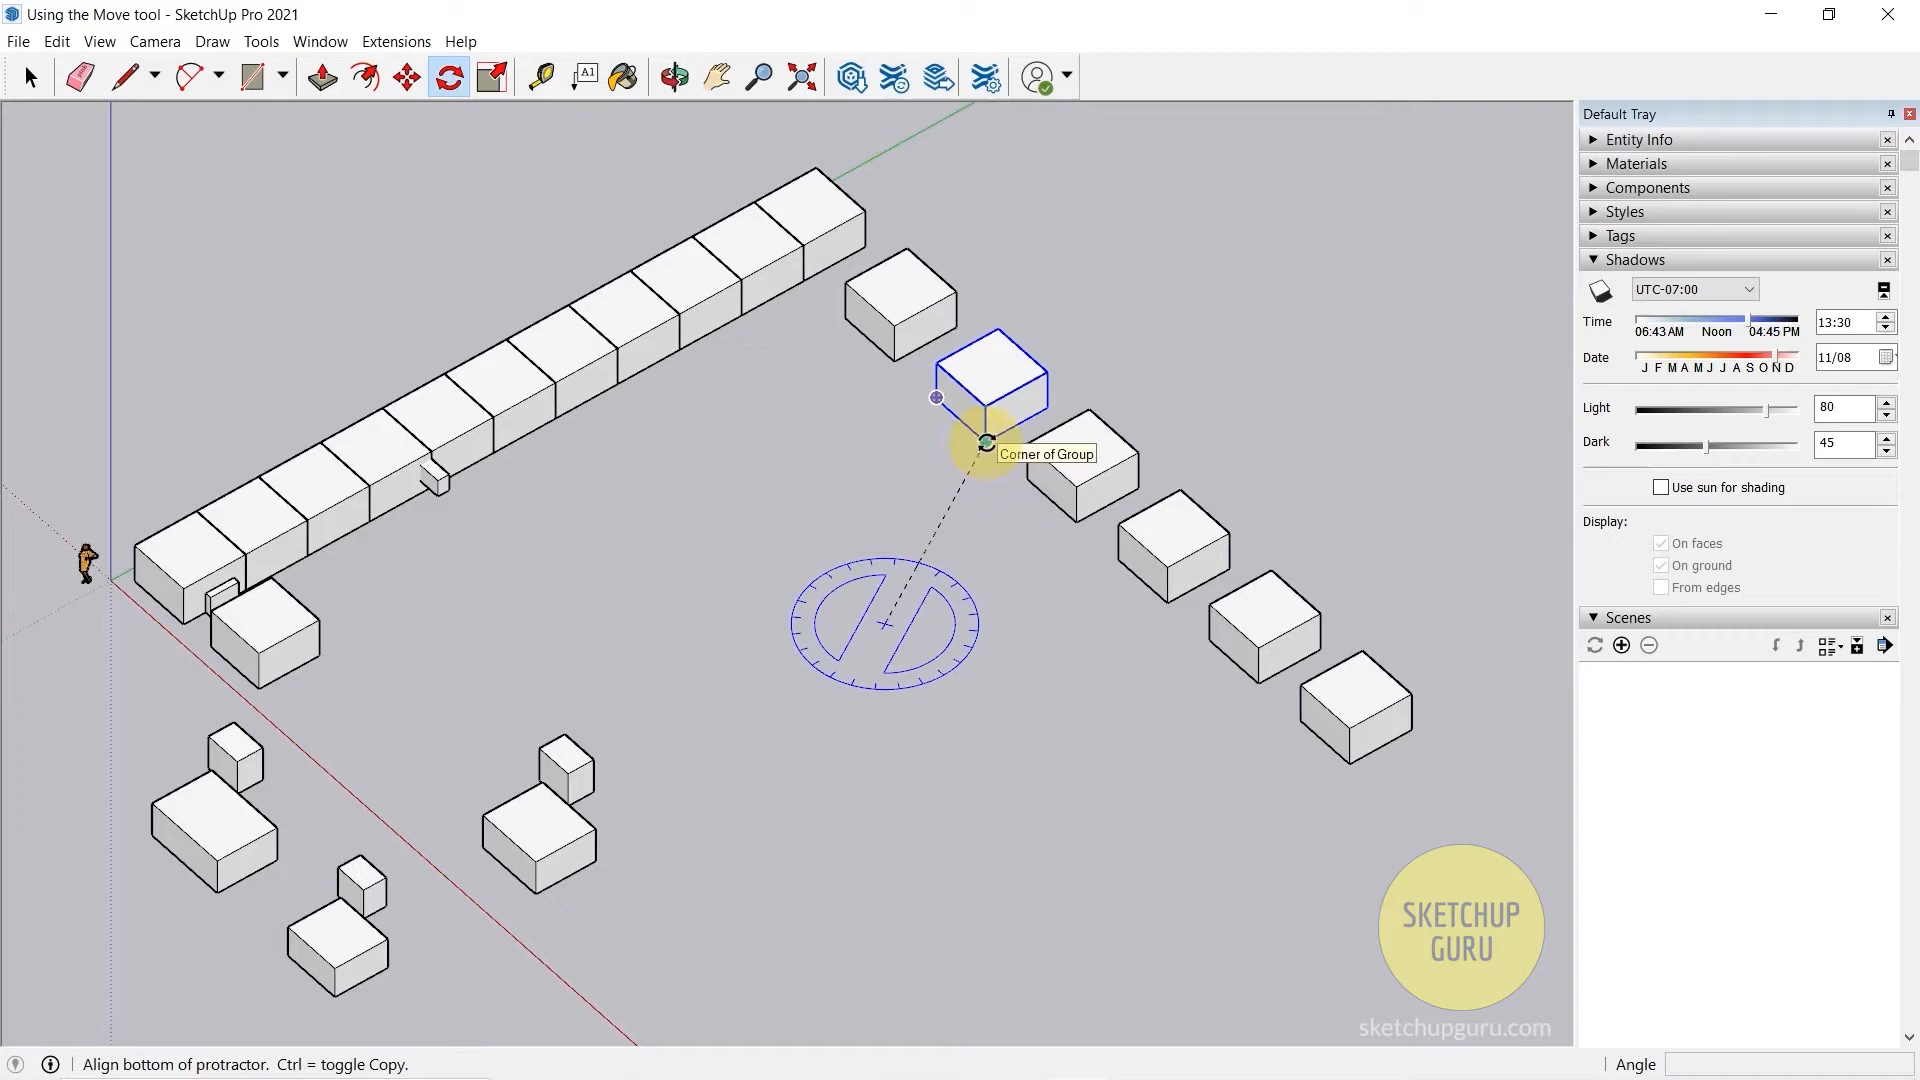 Using the Move tool - SketchUp Pro 2021
File Edit View Camera Draw Tools Window Extensions Help
A1
Default Tray
Entity Info
Materials
Components
Styles
Tags
Shadows
UTC-07:00
Time
06:43 AM Noon 04:45 PM
13:30
Date
J F M A M J J A S O N D
11/08
Light
80
Dark
45
Use sun for shading
Display:
On faces
On ground
From edges
Scenes
Corner of Group
SKETCHUP
GURU
sketchupguru.com
Align bottom of protractor. Ctrl = toggle Copy.
Angle